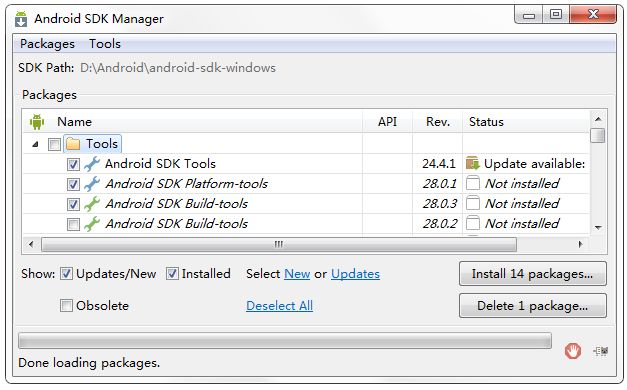 Android SDK Manager
Packages Tools
SDK Path: D:\Android\android-sdk-windows
Packages
Name API Rev. Status
Tools
Android SDK Tools 24.4.1 Update available:
Android SDK Platform-tools 28.0.1 Not installed
Android SDK Build-tools 28.0.3 Not installed
Android SDK Build-tools 28.0.2 Not installed
Show: Updates/New Installed Select New or Updates Install 14 packages...
Obsolete Deselect All Delete 1 package...
Done loading packages.